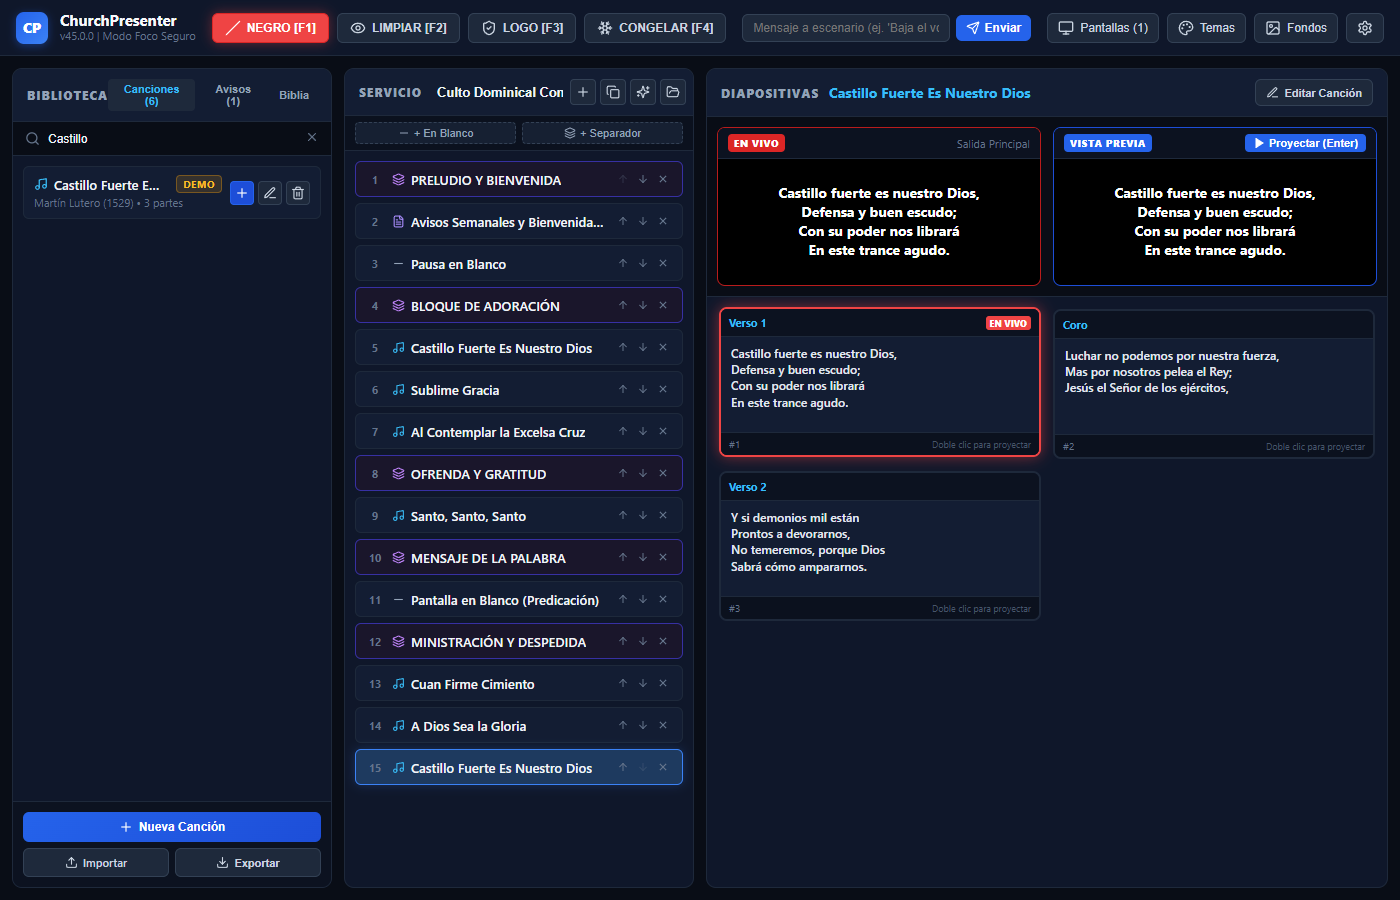 CP
ChurchPresenter
v45.0.0 | Modo Foco Seguro
NEGRO [F1]
LIMPIAR [F2]
LOGO [F3]
CONGELAR [F4]
Mensaje a escenario (ej. 'Baja el vo
Enviar
Pantallas (1)
Temas
Fondos
BIBLIOTECA
Canciones
(6)
Avisos
(1)
Biblia
Castillo
Castillo Fuerte E...
DEMO
Martín Lutero (1529) • 3 partes
Nueva Canción
Importar
Exportar
SERVICIO
Culto Dominical Con
+ En Blanco
+ Separador
1 PRELUDIO Y BIENVENIDA
2 Avisos Semanales y Bienvenida...
3 Pausa en Blanco
4 BLOQUE DE ADORACIÓN
5 Castillo Fuerte Es Nuestro Dios
6 Sublime Gracia
7 Al Contemplar la Excelsa Cruz
8 OFRENDA Y GRATITUD
9 Santo, Santo, Santo
10 MENSAJE DE LA PALABRA
11 Pantalla en Blanco (Predicación)
12 MINISTRACIÓN Y DESPEDIDA
13 Cuan Firme Cimiento
14 A Dios Sea la Gloria
15 Castillo Fuerte Es Nuestro Dios
DIAPOSITIVAS
Castillo Fuerte Es Nuestro Dios
Editar Canción
EN VIVO
Salida Principal
Castillo fuerte es nuestro Dios,
Defensa y buen escudo;
Con su poder nos librará
En este trance agudo.
VISTA PREVIA
Proyectar (Enter)
Castillo fuerte es nuestro Dios,
Defensa y buen escudo;
Con su poder nos librará
En este trance agudo.
Verso 1
EN VIVO
Castillo fuerte es nuestro Dios,
Defensa y buen escudo;
Con su poder nos librará
En este trance agudo.
#1
Doble clic para proyectar
Coro
Luchar no podemos por nuestra fuerza,
Mas por nosotros pelea el Rey;
Jesús el Señor de los ejércitos,
#2
Doble clic para proyectar
Verso 2
Y si demonios mil están
Prontos a devorarnos,
No temeremos, porque Dios
Sabrá cómo ampararnos.
#3
Doble clic para proyectar